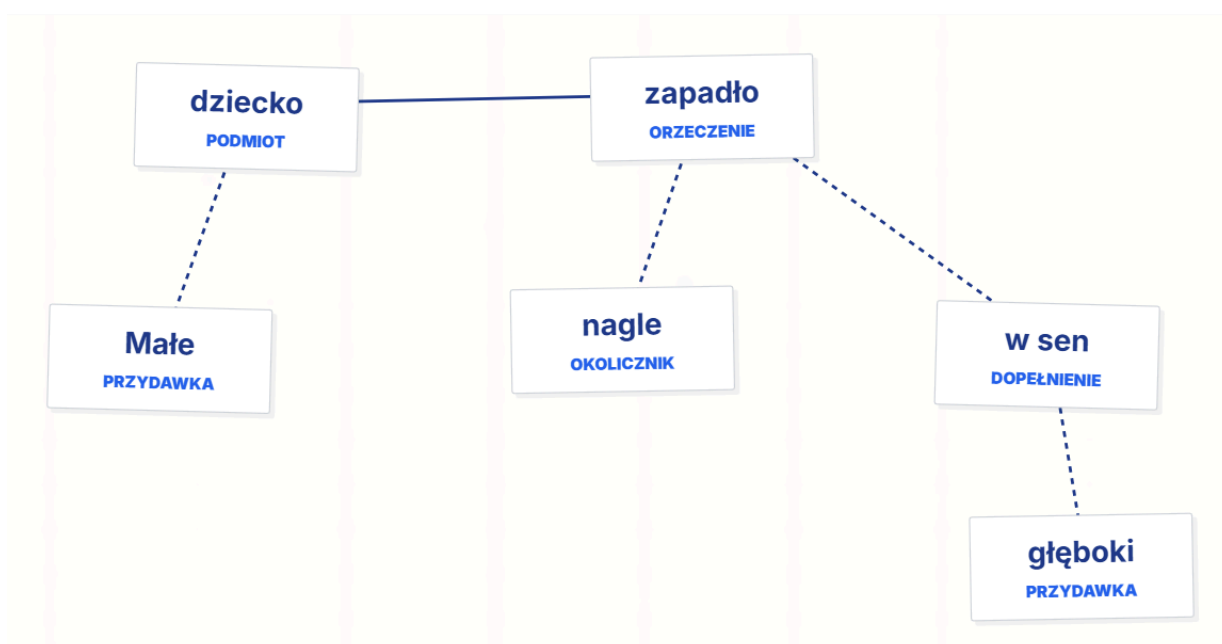 dziecko
PODMIOT
zapadło
ORZECZENIE
Małe
PRZYDAWKA
nagle
OKOLICZNIK
w sen
DOPEŁNIENIE
głęboki
PRZYDAWKA